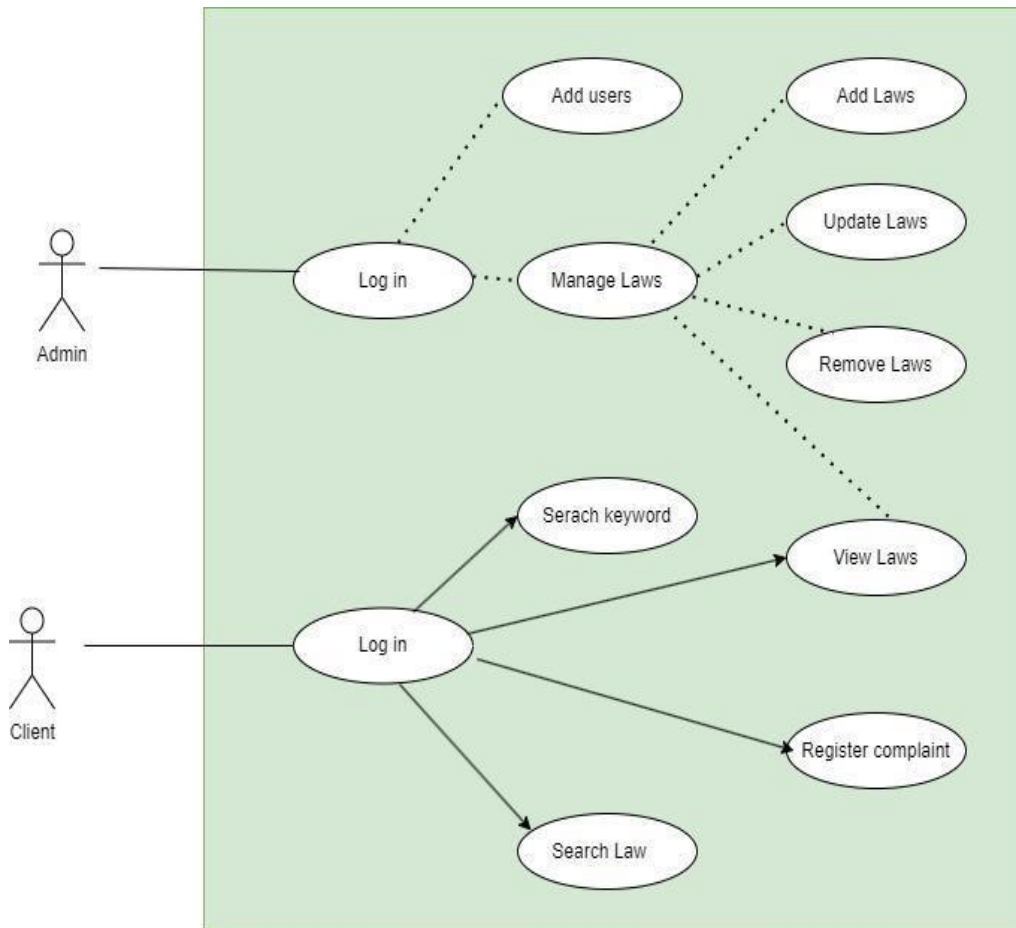 Add users
Add Laws
Update Laws
Log in
Manage Laws
Admin
Remove Laws
Serach keyword
View Laws
Log in
Client
Register complaint
Search Law